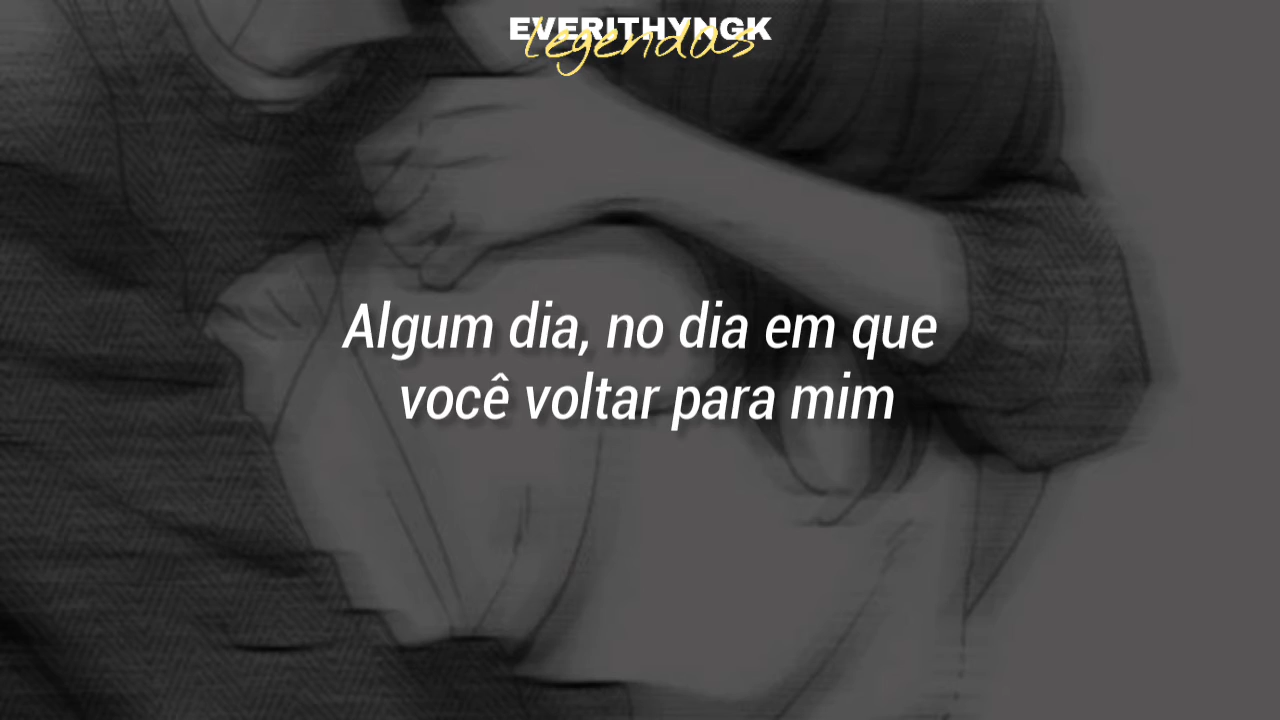 EVERITHYNGK
legendas
Algum dia, no dia em que
você voltar para mim